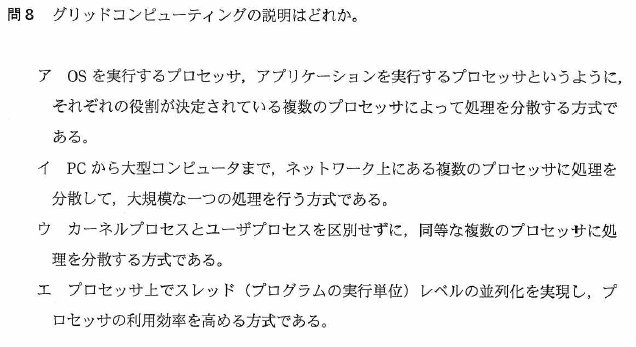 問8 グリッドコンピューティングの説明はどれか。
ア OSを実行するプロセッサ，アプリケーションを実行するプロセッサというように，
それぞれの役割が決定されている複数のプロセッサによって処理を分散する方式で
ある。
イ PCから大型コンピュータまで，ネットワーク上にある複数のプロセッサに処理を
分散して，大規模な一つの処理を行う方式である。
ウ カーネルプロセスとユーザプロセスを区別せずに，同等な複数のプロセッサに処
理を分散する方式である。
エ プロセッサ上でスレッド（プログラムの実行単位）レベルの並列化を実現し，プ
ロセッサの利用効率を高める方式である。